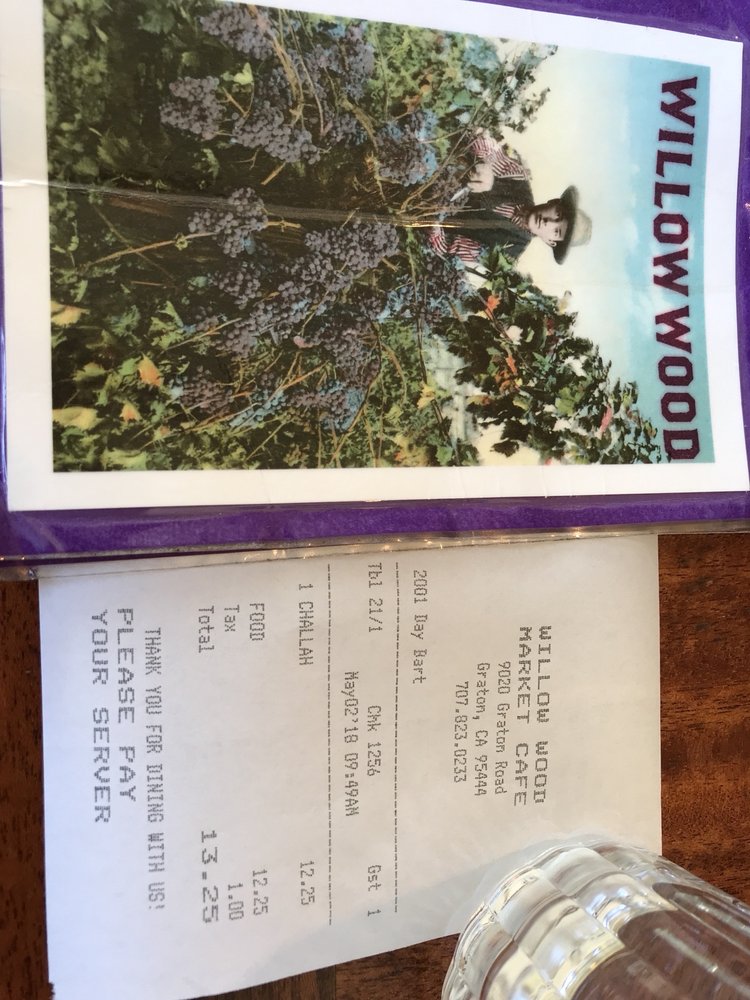 WILLOW WOOD
WILLOW WOOD
MARKET CAFE
9020 Graton Road
Graton, CA 95444
707.823.0233
2001 Day Bart
Tbl 21/1 Chk 1256 Gst 1
May02'18 09:49AM
1 CHALLAH 12.25
FOOD 12.25
Tax 1.00
Total 13.25
THANK YOU FOR DINING WITH US!
PLEASE PAY
YOUR SERVER